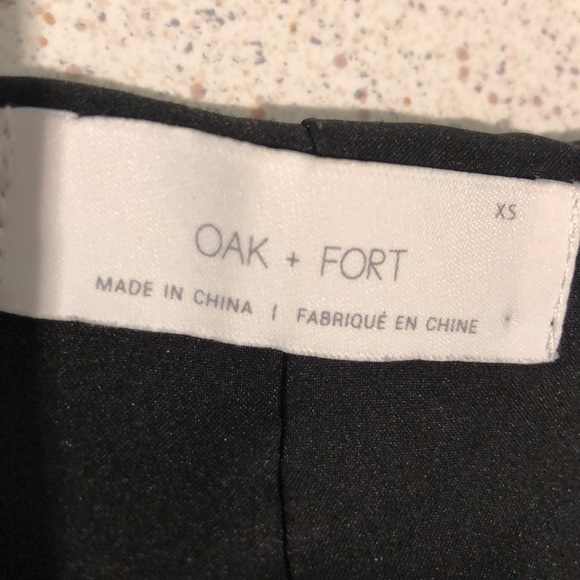 XS
OAK + FORT
MADE IN CHINA | FABRIQUÉ EN CHINE